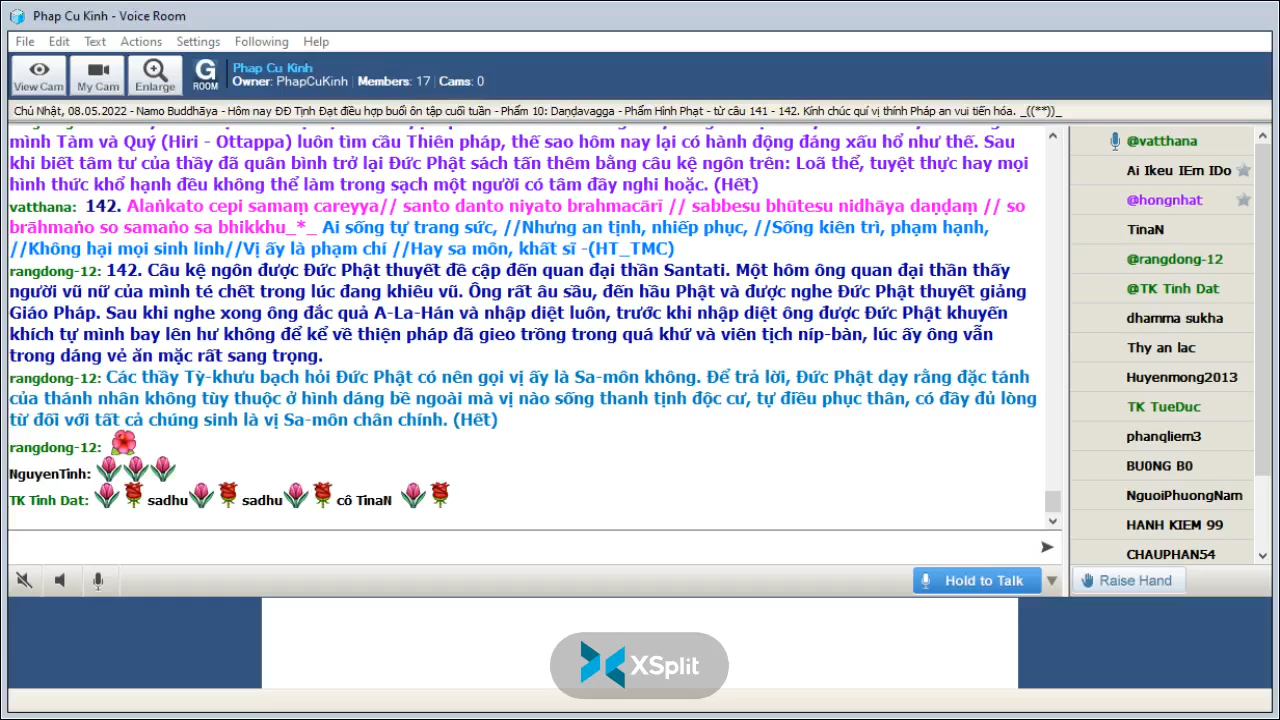 Phap Cu Kinh - Voice Room
File Edit Text Actions Settings Following Help
View Cam My Cam Enlarge G ROOM
Phap Cu Kinh
Owner: PhapCuKinh | Members: 17 | Cams: 0
Chú Nhật, 08.05.2022 - Namo Buddhāya - Hôm nay ĐĐ Tịnh Đạt điều hợp buổi ôn tập cuối tuần - Phẩm 10: Daṇḍavagga - Phẩm Hình Phạt - từ câu 141 - 142. Kính chúc quí vị thính Pháp an vui tiến hóa. _((**))_
mình Tàm và Quý (Hiri - Ottappa) luôn tìm cầu Thiên pháp, thế sao hôm nay lại có hành động đáng xấu hổ như thế. Sau
khi biết tâm tư của thầy đã quân bình trở lại Đức Phật sách tấn thêm bằng câu kệ ngôn trên: Loã thể, tuyệt thực hay mọi
hình thức khổ hạnh đều không thể làm trong sạch một người có tâm đầy nghi hoặc. (Hết)
vatthana: 142. Alaṅkato cepi samaṃ careyya// santo danto niyato brahmacārī // sabbesu bhūtesu nidhāya daṇḍaṃ // so
brāhmaṅo so samaṅo sa bhikkhu_*_ Ai sống tự trang sức, //Nhưng an tịnh, nhiếp phục, //Sống kiên trì, phạm hạnh,
//Không hại mọi sinh linh//Vị ấy là phạm chí //Hay sa môn, khất sĩ -(HT_TMC)
rangdong-12: 142. Câu kệ ngôn được Đức Phật thuyết đề cập đến quan đại thần Santati. Một hôm ông quan đại thần thấy
người vũ nữ của mình té chết trong lúc đang khiêu vũ. Ông rất âu sầu, đến hầu Phật và được nghe Đức Phật thuyết giảng
Giáo Pháp. Sau khi nghe xong ông đắc quả A-La-Hán và nhập diệt luôn, trước khi nhập diệt ông được Đức Phật khuyến
khích tự mình bay lên hư không để kể về thiện pháp đã gieo trồng trong quá khứ và viên tịch níp-bàn, lúc ấy ông vẫn
trong dáng vẻ ăn mặc rất sang trọng.
rangdong-12: Các thầy Tỳ-khưu bạch hỏi Đức Phật có nên gọi vị ấy là Sa-môn không. Để trả lời, Đức Phật dạy rằng đặc tánh
của thánh nhân không tùy thuộc ở hình dáng bề ngoài mà vị nào sống thanh tịnh độc cư, tự điều phục thân, có đầy đủ lòng
từ đối với tất cả chúng sinh là vị Sa-môn chân chính. (Hết)
rangdong-12:
NguyenTinh:
TK Tinh Dat: sadhu sadhu cô TinaN
Hold to Talk
@vatthana
Ai Ikeu IEm IDo
@hongnhat
TinaN
@rangdong-12
@TK Tinh Dat
dhamma sukha
Thy an lac
Huyenmong2013
TK TueDuc
phanqliem3
BU0NG B0
NguoiPhuongNam
HANH KIEM 99
CHAUPHAN54
Raise Hand
XSplit